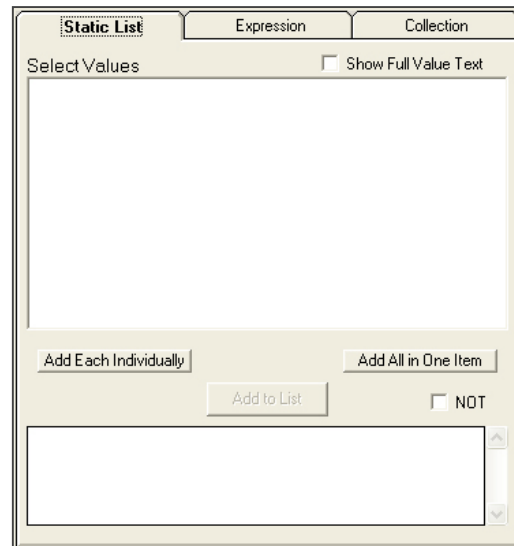 Static List Expression Collection
Select Values Show Full Value Text
Add Each Individually Add All in One Item
Add to List NOT